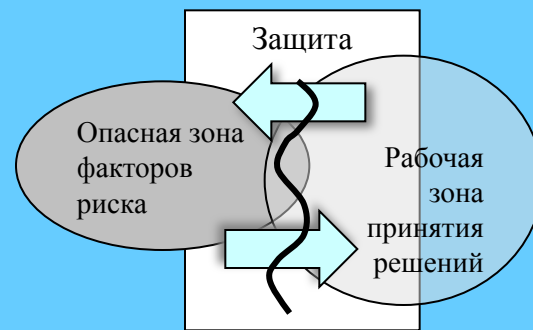 Защита
Опасная зона
факторов
риска
Рабочая
зона
принятия
решений